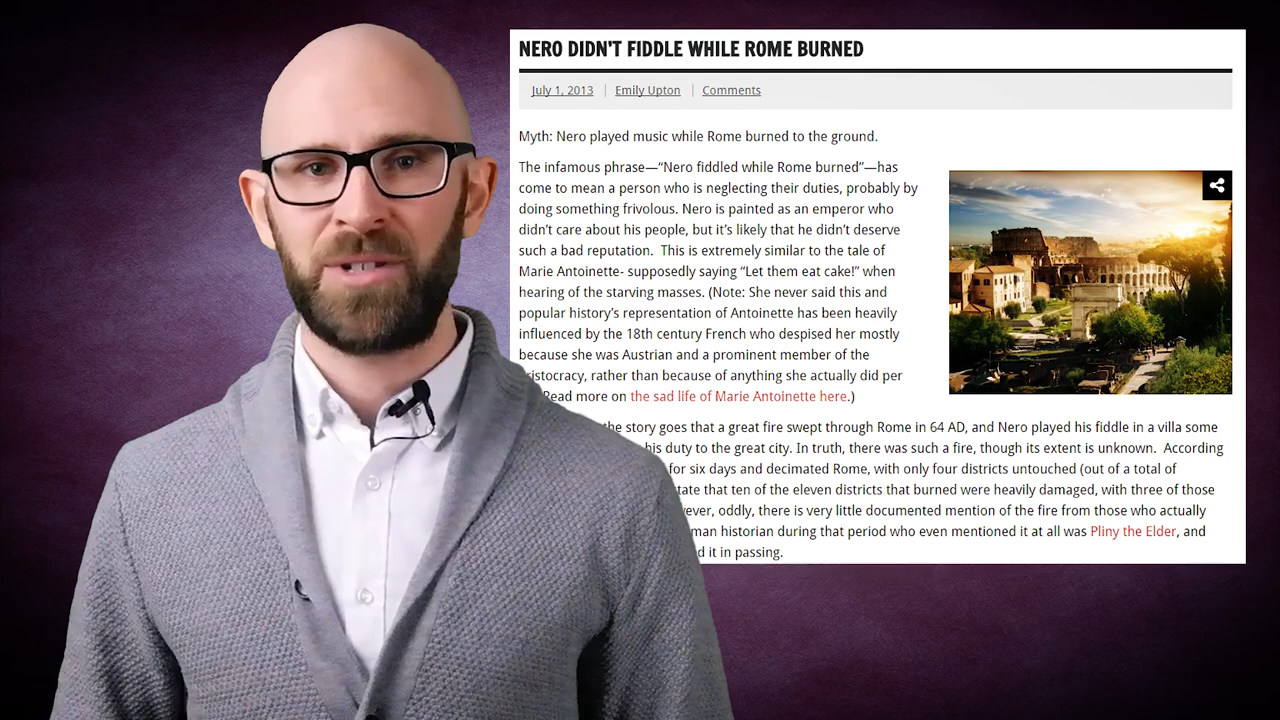 NERO DIDN'T FIDDLE WHILE ROME BURNED
July 1, 2013 Emily Upton Comments
Myth: Nero played music while Rome burned to the ground.
The infamous phrase—“Nero fiddled while Rome burned”—has
come to mean a person who is neglecting their duties, probably by
doing something frivolous. Nero is painted as an emperor who
didn’t care about his people, but it’s likely that he didn’t deserve
such a bad reputation. This is extremely similar to the tale of
Marie Antoinette- supposedly saying “Let them eat cake!” when
hearing of the starving masses. (Note: She never said this and
popular history’s representation of Antoinette has been heavily
influenced by the 18th century French who despised her mostly
because she was Austrian and a prominent member of the
ristocracy, rather than because of anything she actually did per
Read more on the sad life of Marie Antoinette here.)
the story goes that a great fire swept through Rome in 64 AD, and Nero played his fiddle in a villa some
his duty to the great city. In truth, there was such a fire, though its extent is unknown. According
for six days and decimated Rome, with only four districts untouched (out of a total of
tate that ten of the eleven districts that burned were heavily damaged, with three of those
ever, oddly, there is very little documented mention of the fire from those who actually
man historian during that period who even mentioned it at all was Pliny the Elder, and
d it in passing.